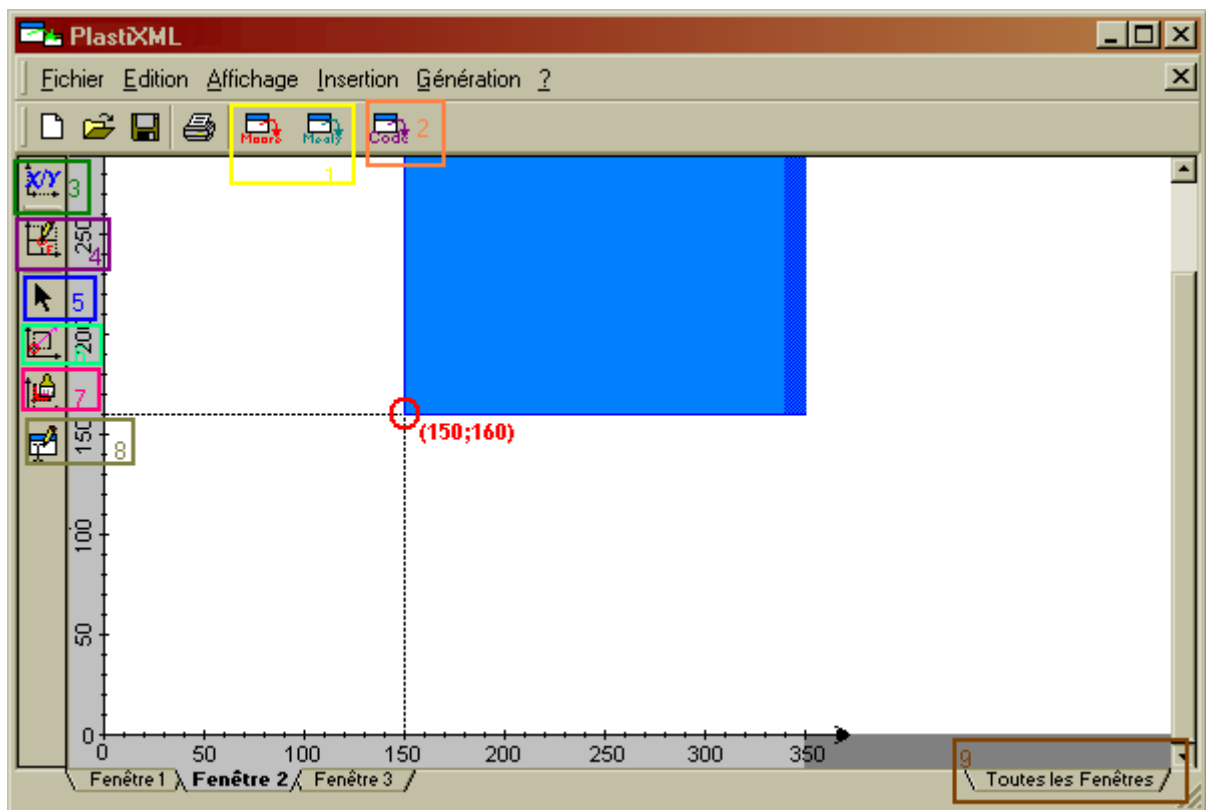 PlastiXML
Fichier Edition Affichage Insertion Génération ?
Moore Mealy Code 2
1
X/Y 3
250
4
5
200
6
7
(150;160)
150
8
100
50
0
0 50 100 150 200 250 300 350
9
Fenêtre 1 Fenêtre 2 Fenêtre 3 Toutes les Fenêtres